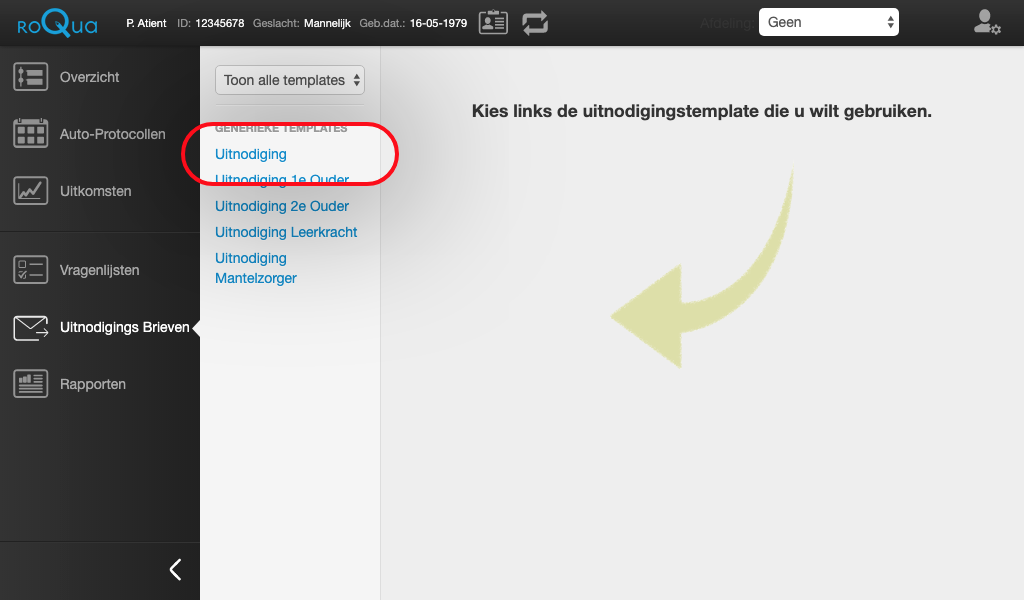 roQua
P. Atient ID: 12345678 Geslacht: Mannelijk Geb.dat.: 16-05-1979
Afdeling: Geen
Overzicht
Auto-Protocollen
Uitkomsten
Vragenlijsten
Uitnodigings Brieven
Rapporten
Toon alle templates
GENERIEKE TEMPLATES
Uitnodiging
Uitnodiging 1e Ouder
Uitnodiging 2e Ouder
Uitnodiging Leerkracht
Uitnodiging
Mantelzorger
Kies links de uitnodigingstemplate die u wilt gebruiken.